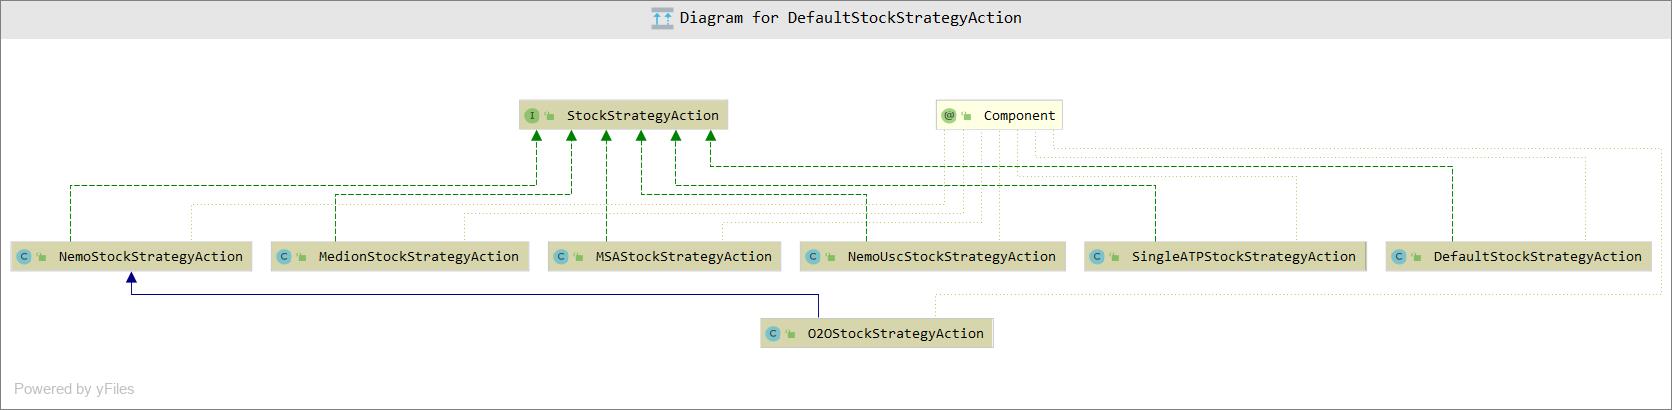 Diagram for DefaultStockStrategyAction
I StockStrategyAction
@ Component
C NemoStockStrategyAction
C MedionStockStrategyAction
C MSAStockStrategyAction
C NemoUscStockStrategyAction
C SingleATPStockStrategyAction
C DefaultStockStrategyAction
C O2OStockStrategyAction
Powered by yFiles